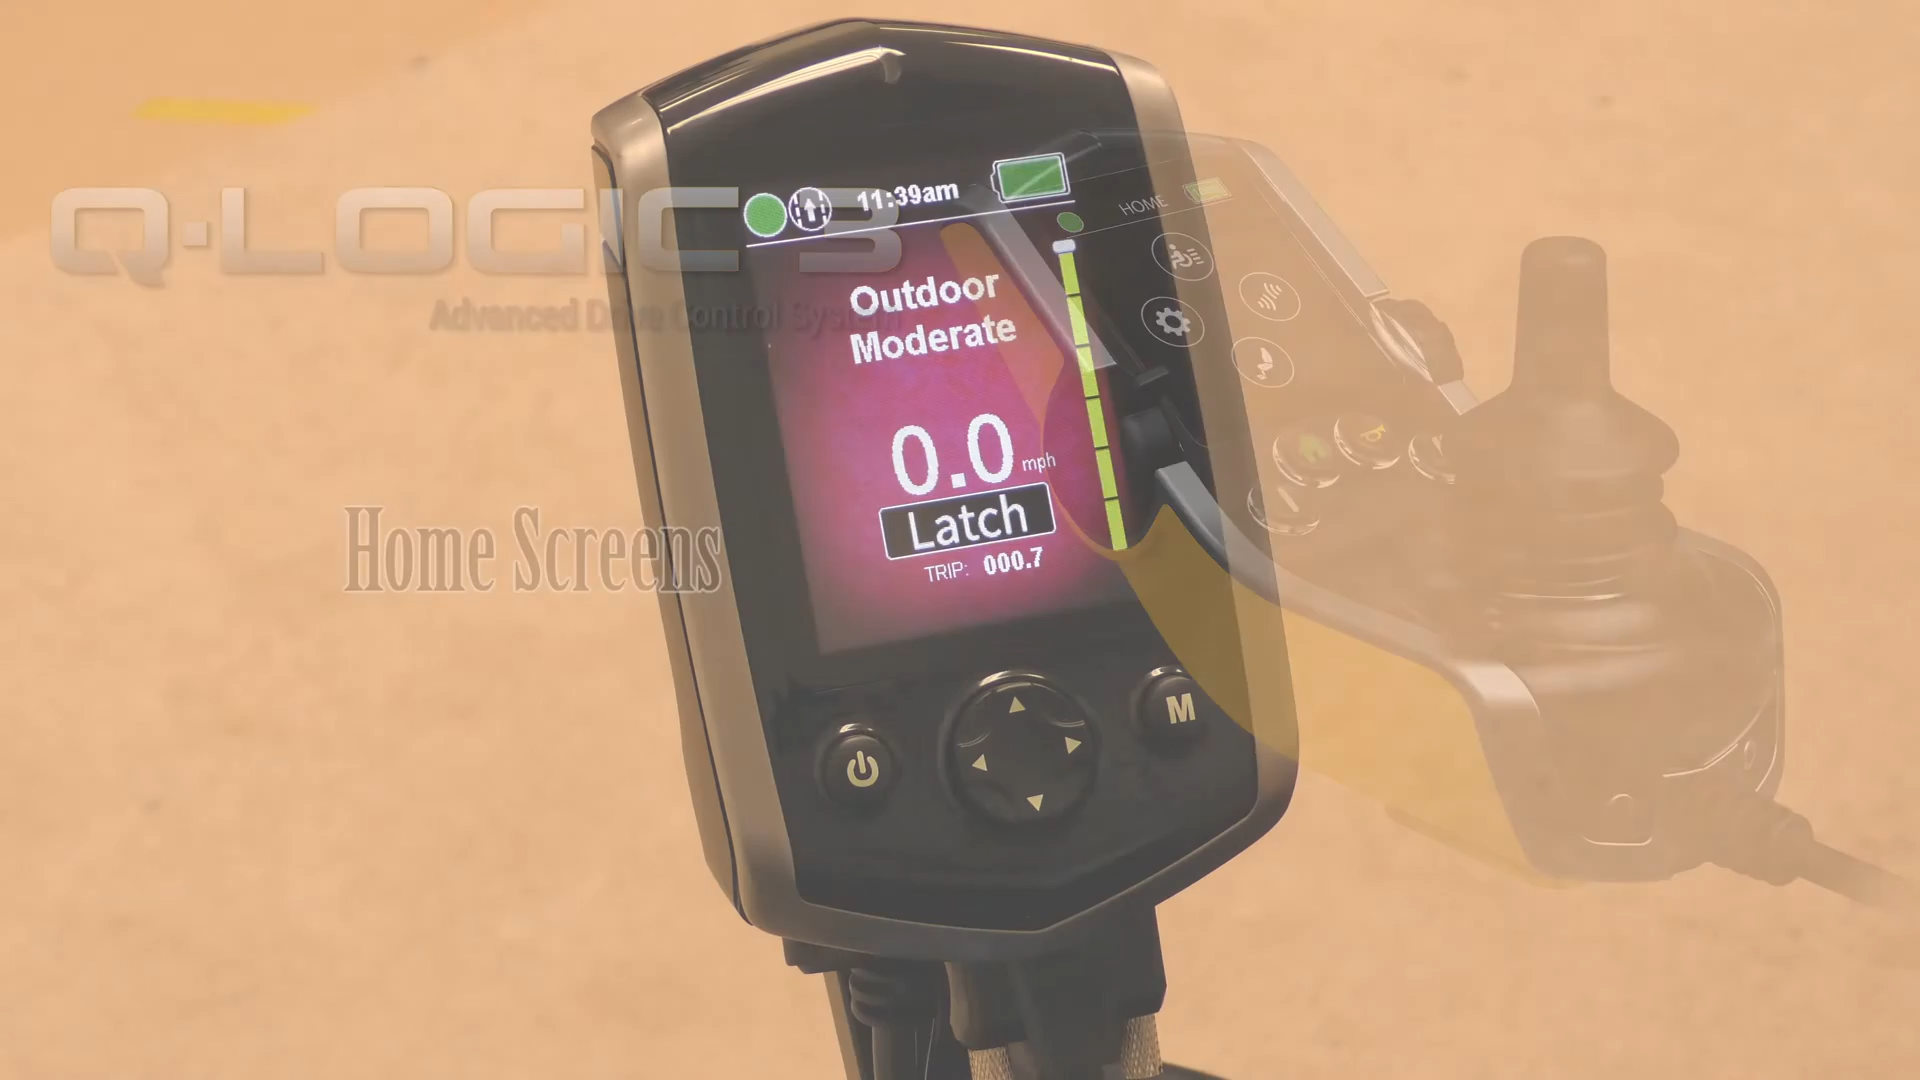 11:39am
HOME
Q·LOGIC 3
Advanced Drive Control System
Outdoor
Moderate
0.0 mph
Latch
TRIP: 000.7
Home Screens
M